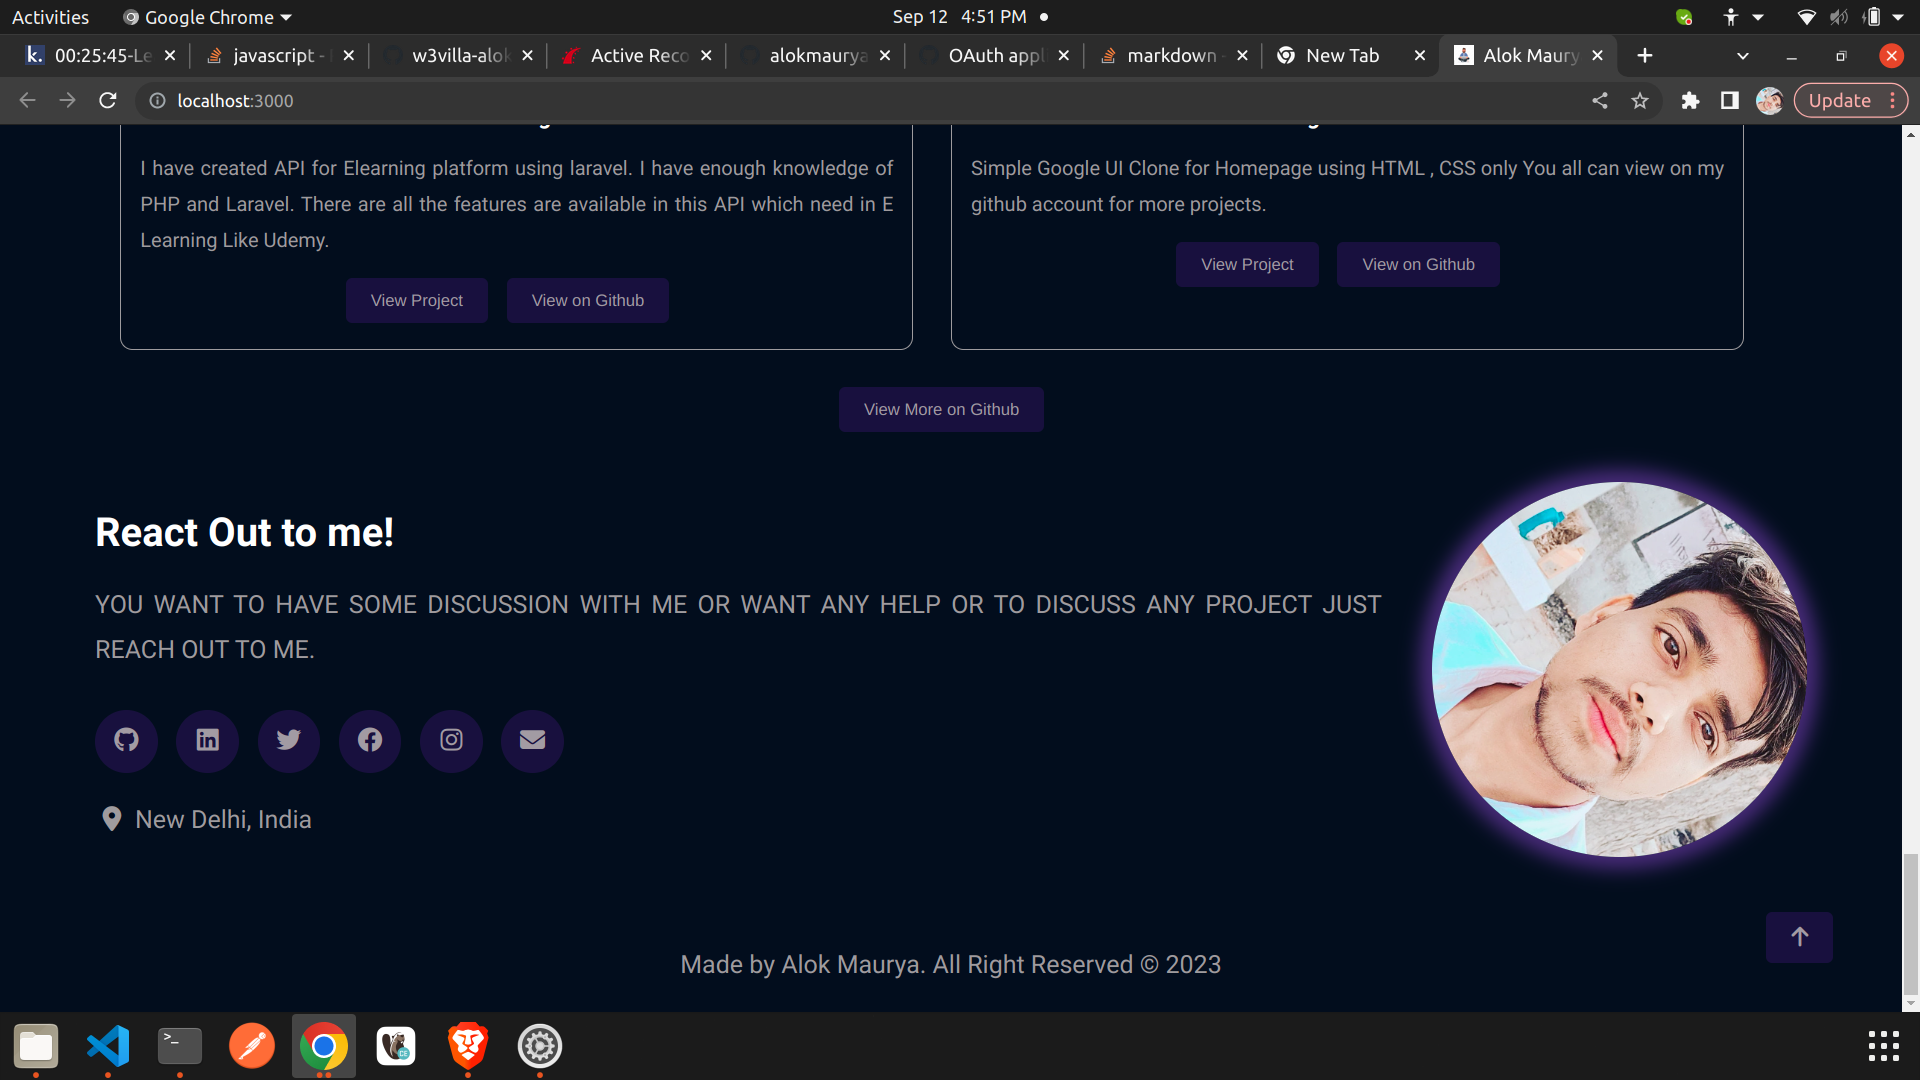 Activities Google Chrome Sep 12 4:51 PM
k. 00:25:45-Le javascript - w3villa-alok Active Reco alokmaurya OAuth appl markdown - New Tab Alok Maury
localhost:3000 Update
I have created API for Elearning platform using laravel. I have enough knowledge of
PHP and Laravel. There are all the features are available in this API which need in E
Learning Like Udemy.
View Project View on Github
Simple Google UI Clone for Homepage using HTML , CSS only You all can view on my
github account for more projects.
View Project View on Github
View More on Github
React Out to me!
YOU WANT TO HAVE SOME DISCUSSION WITH ME OR WANT ANY HELP OR TO DISCUSS ANY PROJECT JUST
REACH OUT TO ME.
New Delhi, India
Made by Alok Maurya. All Right Reserved © 2023